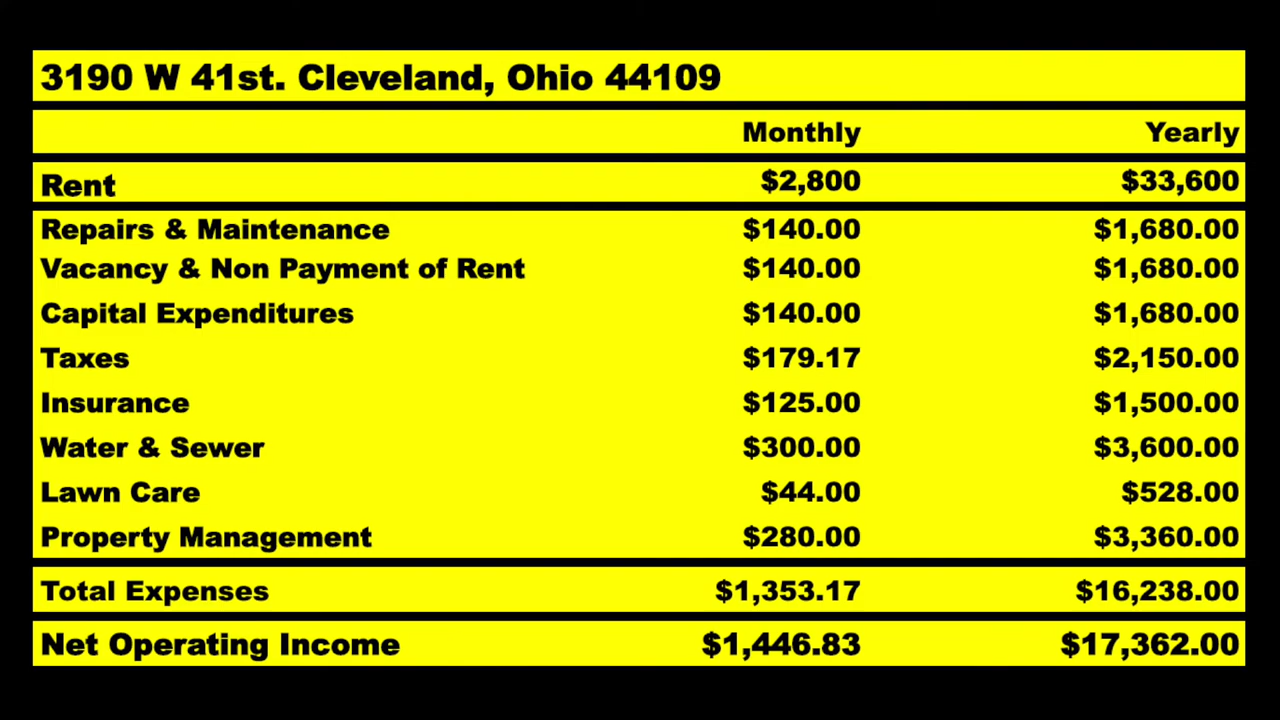 3190 W 41st. Cleveland, Ohio 44109
Monthly Yearly
Rent $2,800 $33,600
Repairs & Maintenance $140.00 $1,680.00
Vacancy & Non Payment of Rent $140.00 $1,680.00
Capital Expenditures $140.00 $1,680.00
Taxes $179.17 $2,150.00
Insurance $125.00 $1,500.00
Water & Sewer $300.00 $3,600.00
Lawn Care $44.00 $528.00
Property Management $280.00 $3,360.00
Total Expenses $1,353.17 $16,238.00
Net Operating Income $1,446.83 $17,362.00